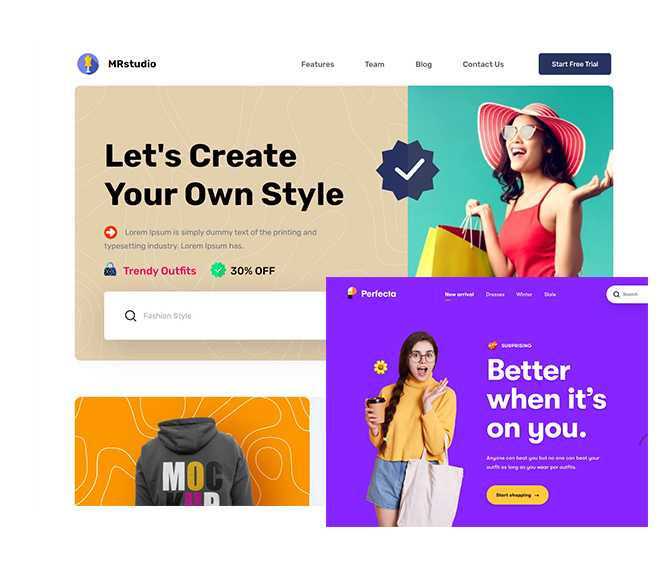 MRstudio
Features
Team
Blog
Contact Us
Start Free Trial
Let's Create
Your Own Style
Lorem Ipsum is simply dummy text of the printing and
typesetting industry. Lorem Ipsum has.
Trendy Outfits
30% OFF
Fashion Style
MOC
KUP
Perfecta
New arrival
Dresses
Winter
Slale
Search
SURPRISING
Better
when it's
on you.
Anyone can beat you but no one can beat your
outfit as long as you wear por outfits.
Start shopping